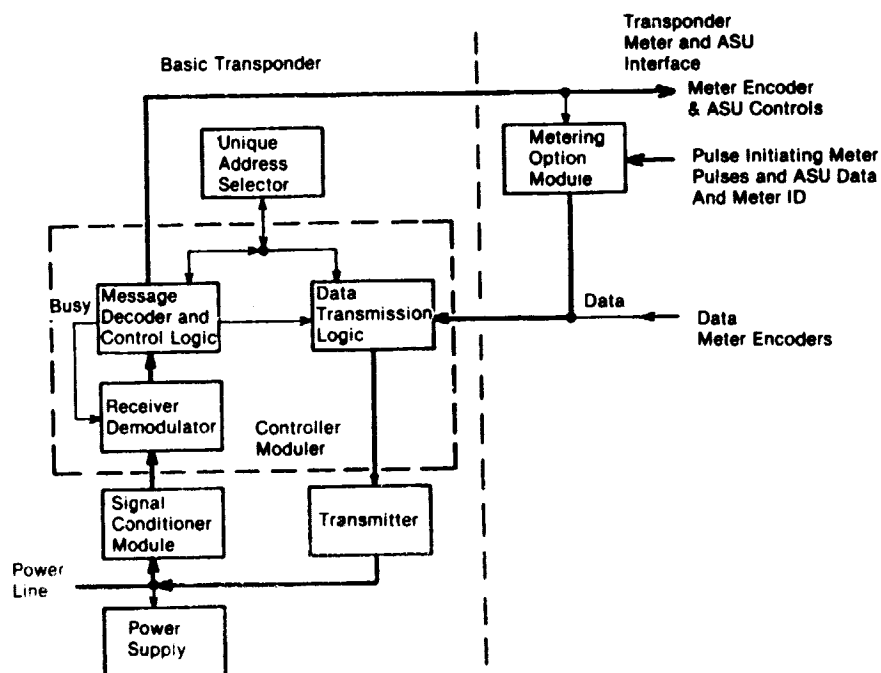 Basic Transponder
Transponder
Meter and ASU
Interface
Meter Encoder
& ASU Controls
Unique
Address
Selector
Metering
Option
Module
Pulse Initiating Meter
Pulses and ASU Data
And Meter ID
Busy
Message
Decoder and
Control Logic
Data
Transmission
Logic
Data
Data
Meter Encoders
Receiver
Demodulator
Controller
Moduler
Signal
Conditioner
Module
Transmitter
Power
Line
Power
Supply